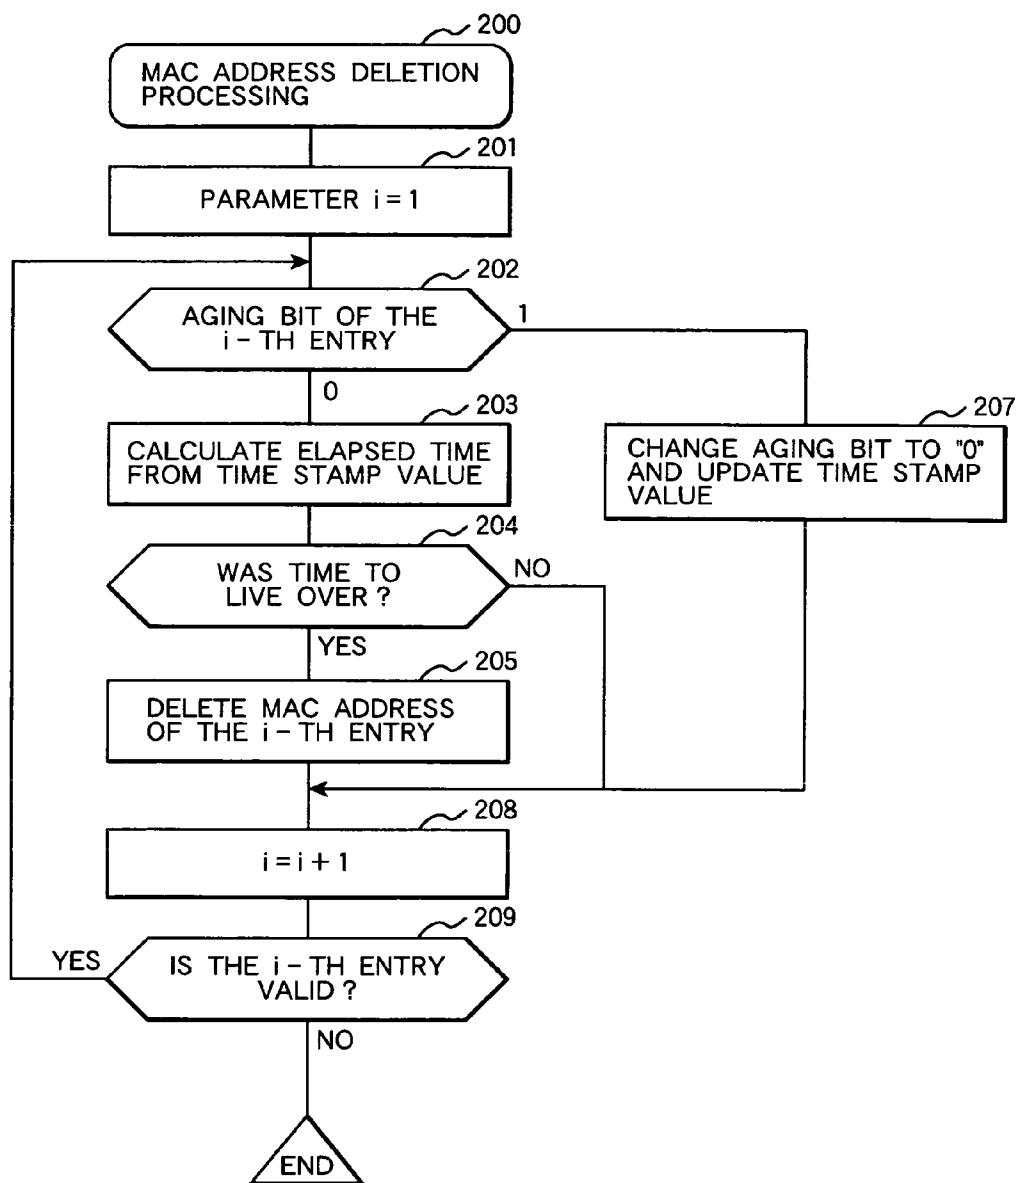 200
MAC ADDRESS DELETION
PROCESSING
201
PARAMETER i = 1
202
AGING BIT OF THE
i - TH ENTRY
1
0
203
CALCULATE ELAPSED TIME
FROM TIME STAMP VALUE
207
CHANGE AGING BIT TO "0"
AND UPDATE TIME STAMP
VALUE
204
WAS TIME TO
LIVE OVER ?
NO
YES
205
DELETE MAC ADDRESS
OF THE i - TH ENTRY
208
i = i + 1
209
IS THE i - TH ENTRY
VALID ?
YES
NO
END